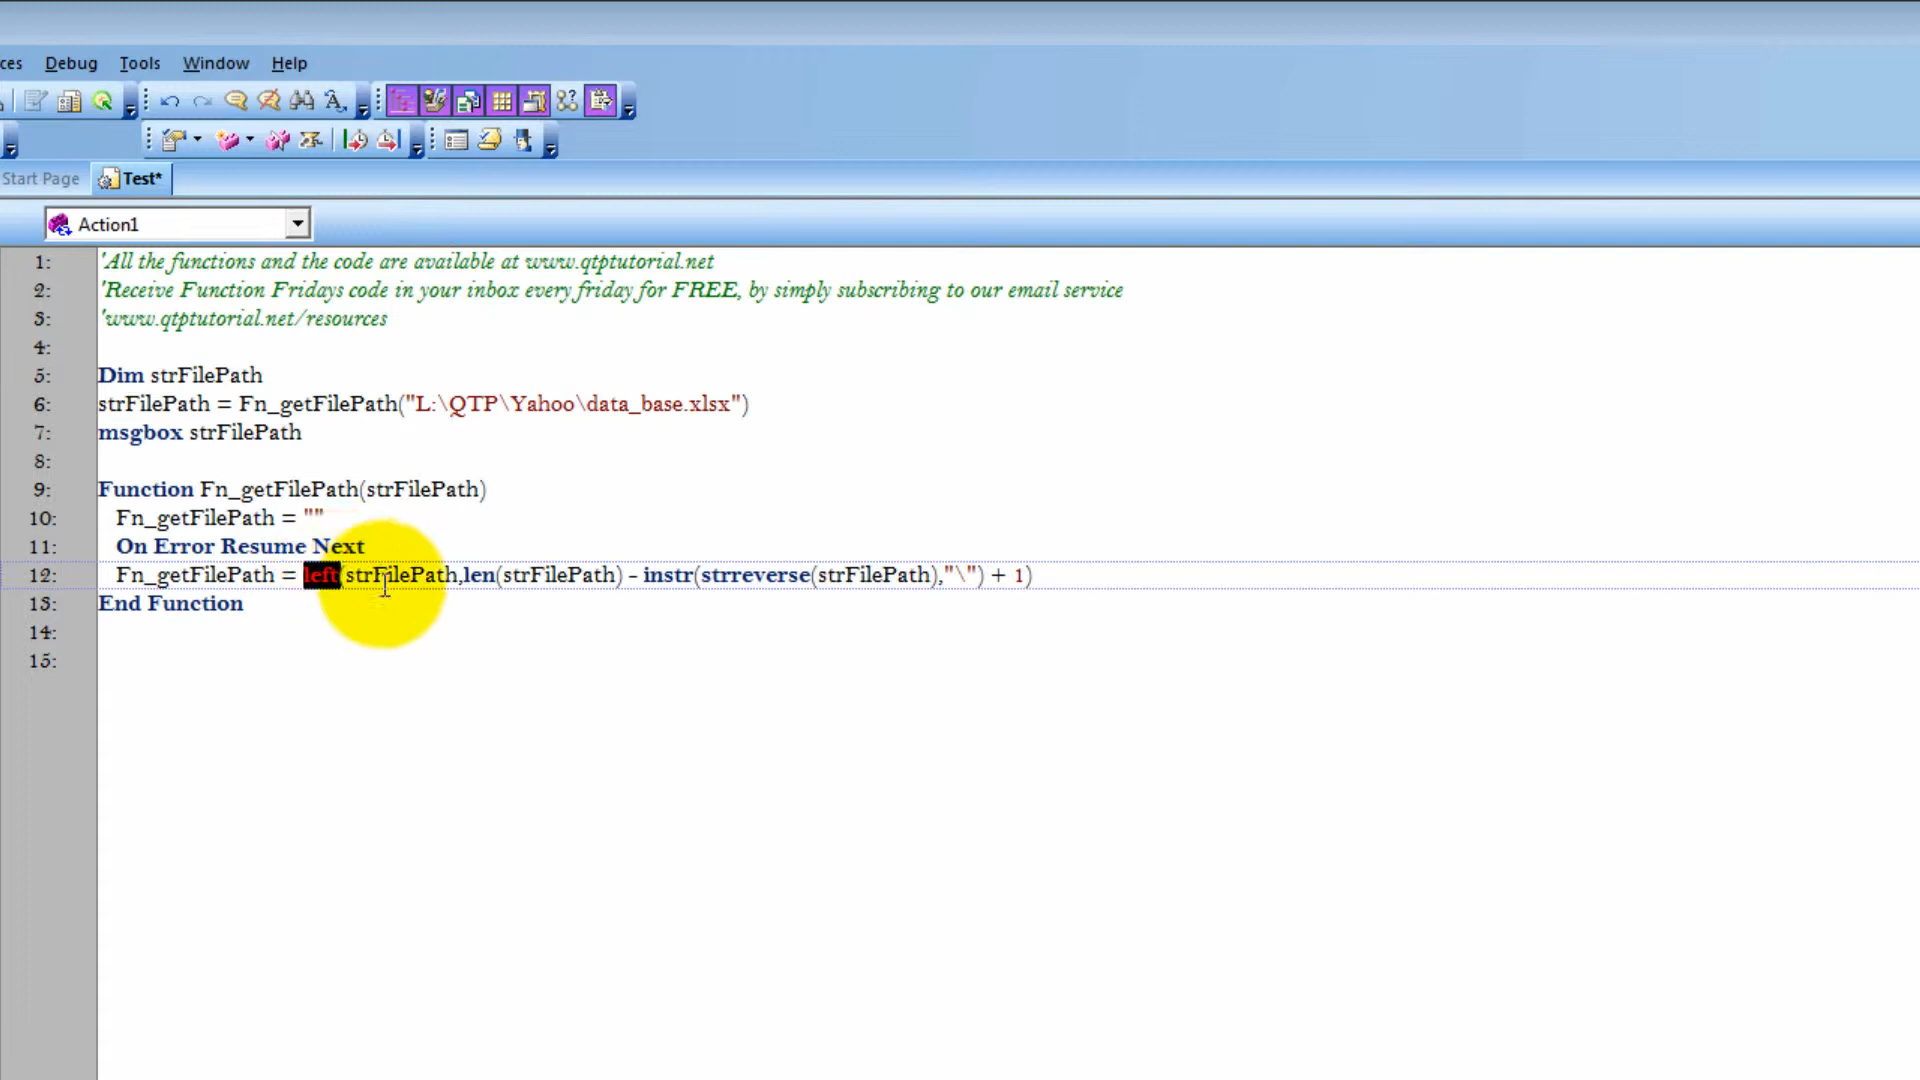 ces Debug Tools Window Help
Start Page Test*
Action1
1: 'All the functions and the code are available at www.qtptutorial.net
2: 'Receive Function Fridays code in your inbox every friday for FREE, by simply subscribing to our email service
3: 'www.qtptutorial.net/resources
4:
5: Dim strFilePath
6: strFilePath = Fn_getFilePath("L:\QTP\Yahoo\data_base.xlsx")
7: msgbox strFilePath
8:
9: Function Fn_getFilePath(strFilePath)
10: Fn_getFilePath = ""
11: On Error Resume Next
12: Fn_getFilePath = left(strFilePath,len(strFilePath) - instr(strreverse(strFilePath),"\") + 1)
13: End Function
14:
15: